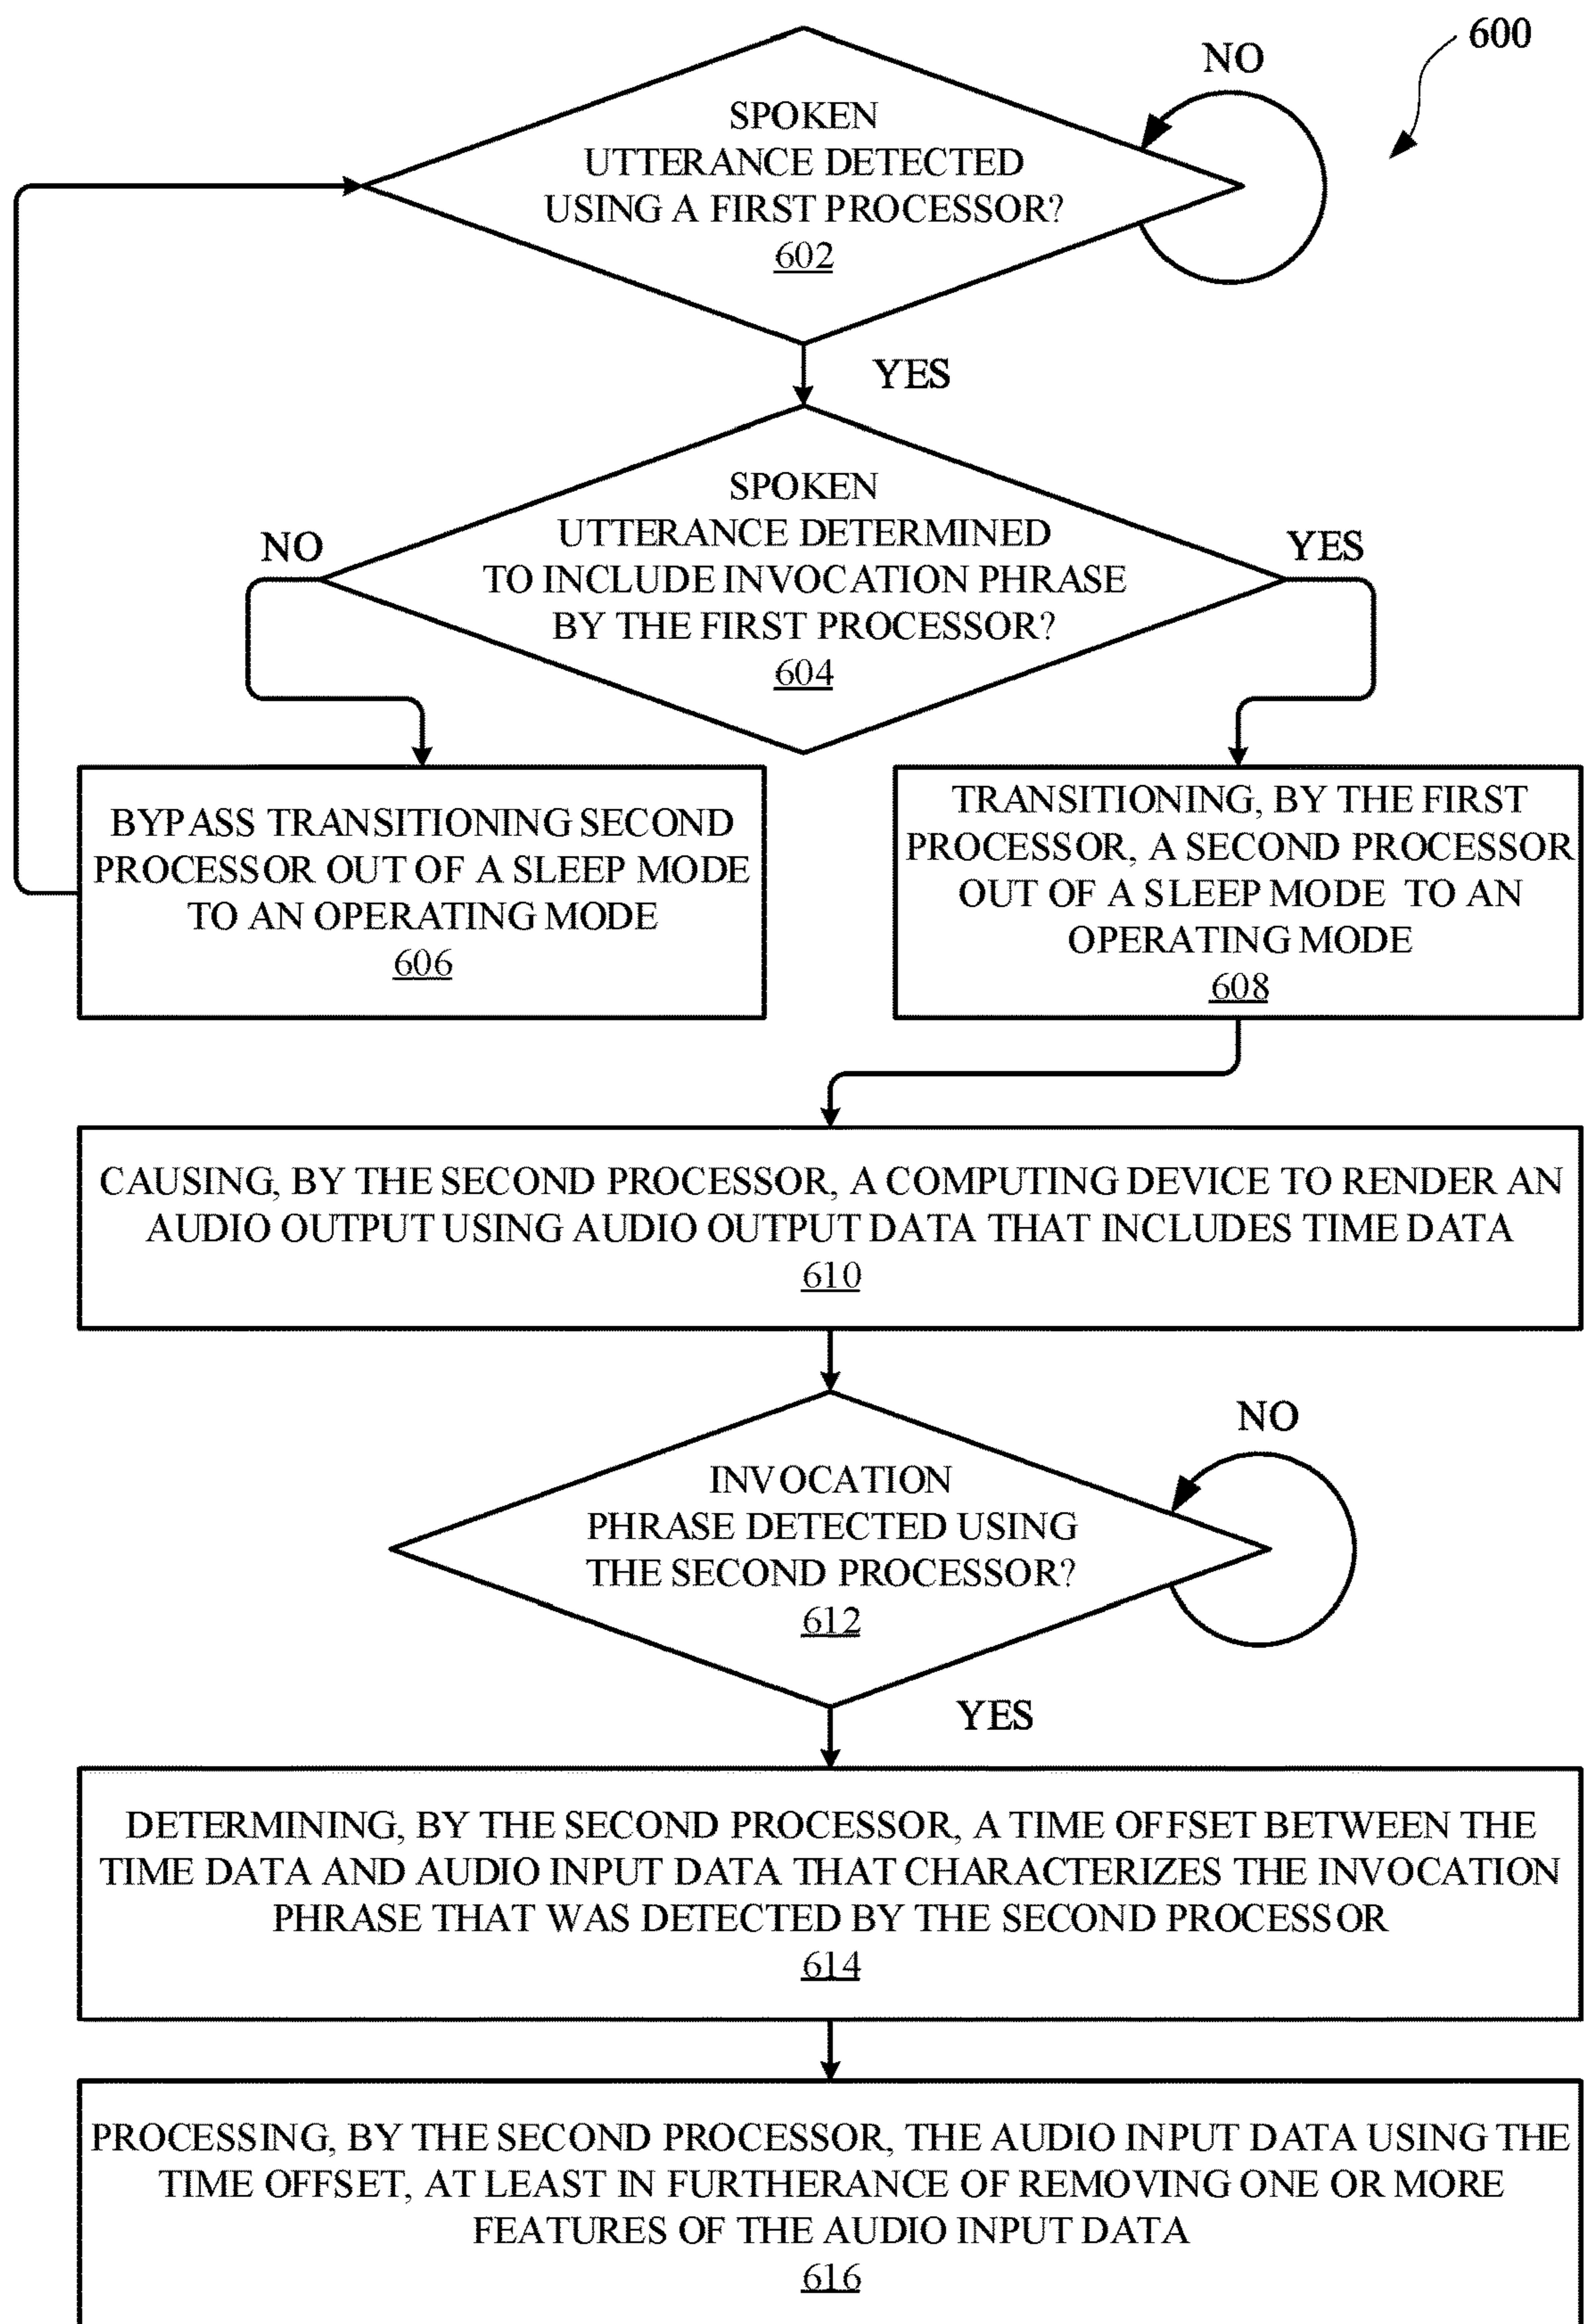 600
NO
SPOKEN
UTTERANCE DETECTED
USING A FIRST PROCESSOR?
602
YES
SPOKEN
UTTERANCE DETERMINED
TO INCLUDE INVOCATION PHRASE
BY THE FIRST PROCESSOR?
604
NO
YES
BYPASS TRANSITIONING SECOND
PROCESSOR OUT OF A SLEEP MODE
TO AN OPERATING MODE
606
TRANSITIONING, BY THE FIRST
PROCESSOR, A SECOND PROCESSOR
OUT OF A SLEEP MODE TO AN
OPERATING MODE
608
CAUSING, BY THE SECOND PROCESSOR, A COMPUTING DEVICE TO RENDER AN
AUDIO OUTPUT USING AUDIO OUTPUT DATA THAT INCLUDES TIME DATA
610
NO
INVOCATION
PHRASE DETECTED USING
THE SECOND PROCESSOR?
612
YES
DETERMINING, BY THE SECOND PROCESSOR, A TIME OFFSET BETWEEN THE
TIME DATA AND AUDIO INPUT DATA THAT CHARACTERIZES THE INVOCATION
PHRASE THAT WAS DETECTED BY THE SECOND PROCESSOR
614
PROCESSING, BY THE SECOND PROCESSOR, THE AUDIO INPUT DATA USING THE
TIME OFFSET, AT LEAST IN FURTHERANCE OF REMOVING ONE OR MORE
FEATURES OF THE AUDIO INPUT DATA
616